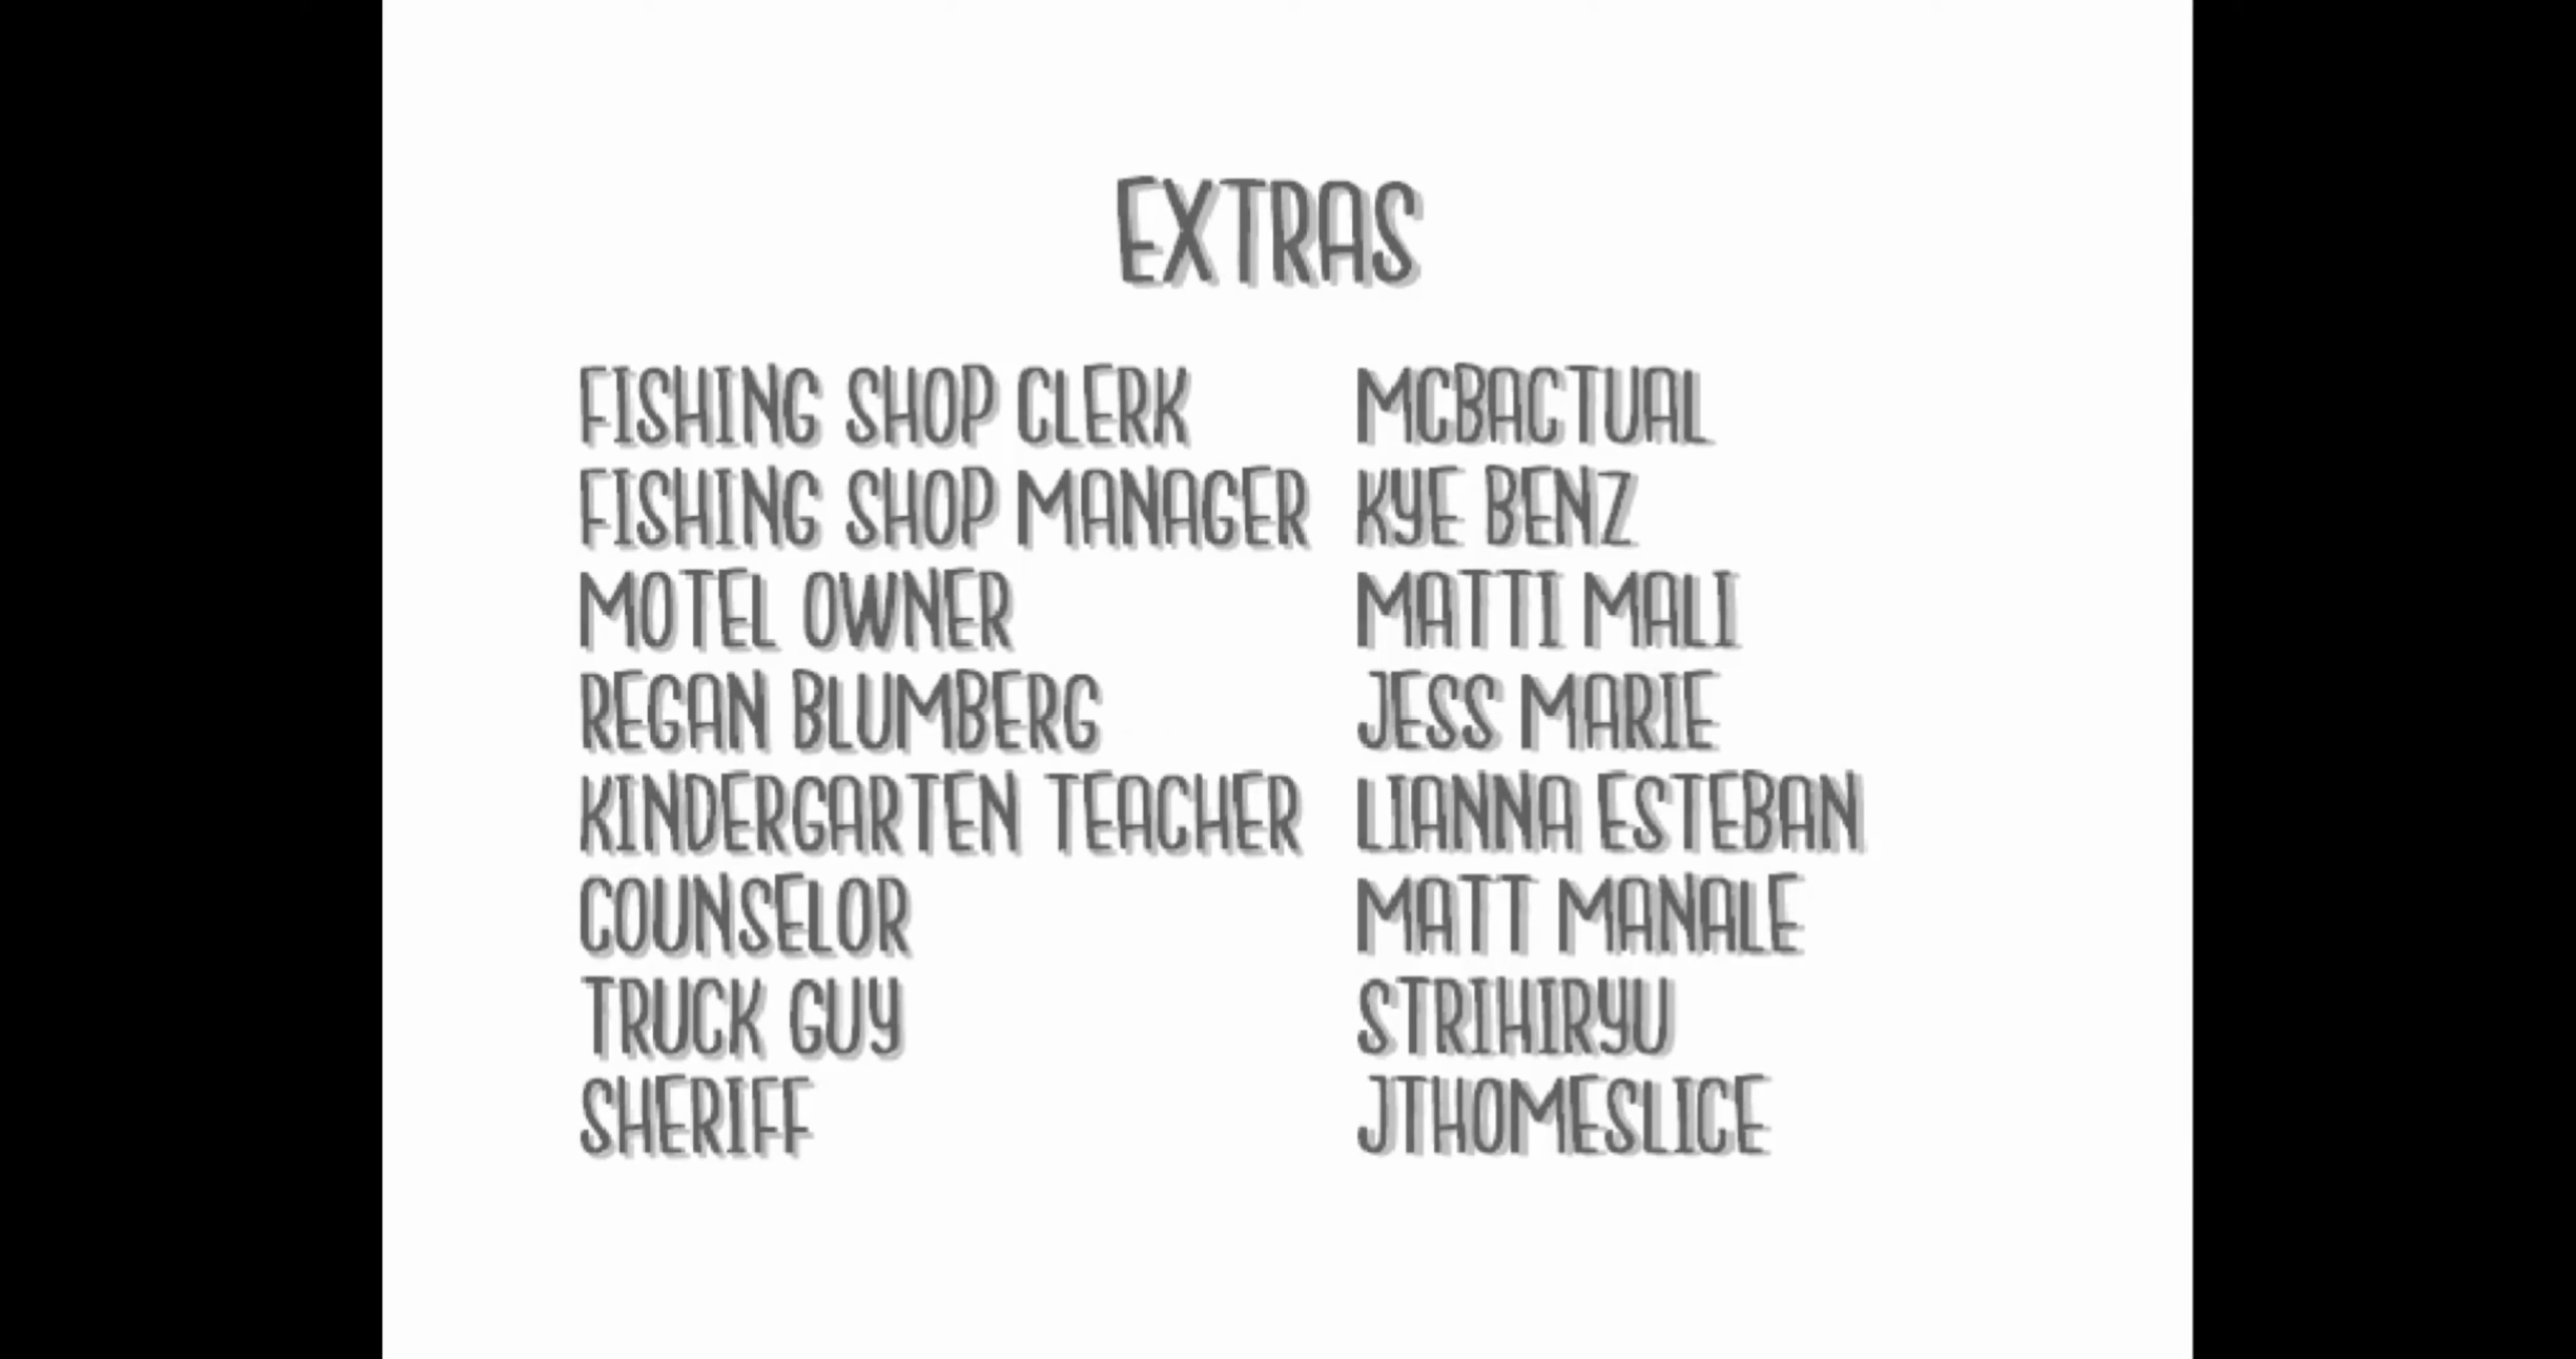 EXTRAS
FISHING SHOP CLERK MCBACTUAL
FISHING SHOP MANAGER KYE BENZ
MOTEL OWNER MATTI MALI
REGAN BLUMBERG JESS MARIE
KINDERGARTEN TEACHER LIANNA ESTEBAN
COUNSELOR MATT MANALE
TRUCK GUY STRIHIRYU
SHERIFF JTHOMESLICE